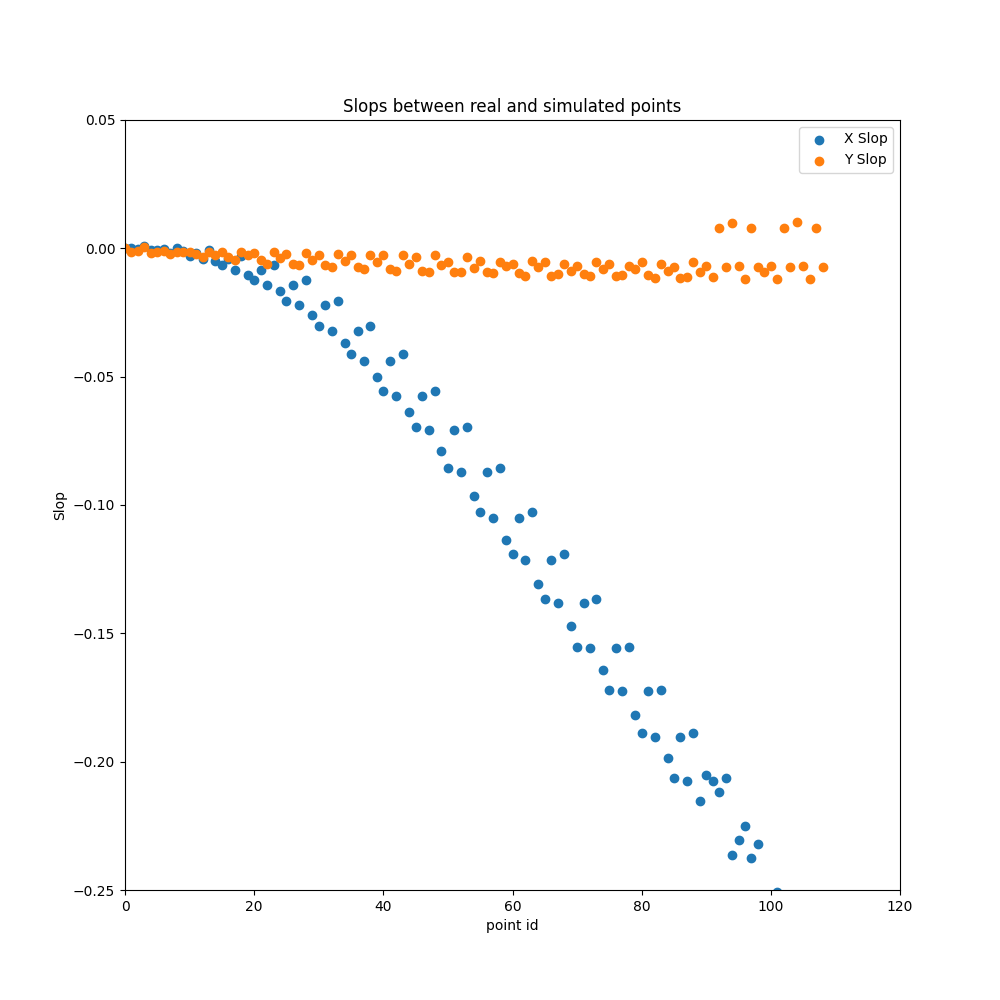 Slops between real and simulated points
X Slop
Y Slop
0.05
0.00
−0.05
−0.10
−0.15
−0.20
−0.25
Slop
0 20 40 60 80 100 120
point id